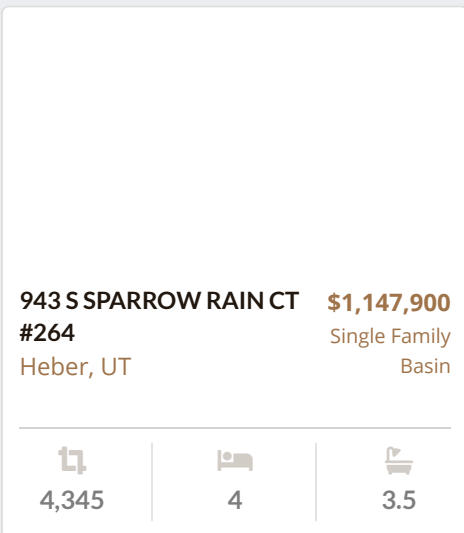 943 S SPARROW RAIN CT
#264
Heber, UT
$1,147,900
Single Family
Basin
4,345
4
3.5